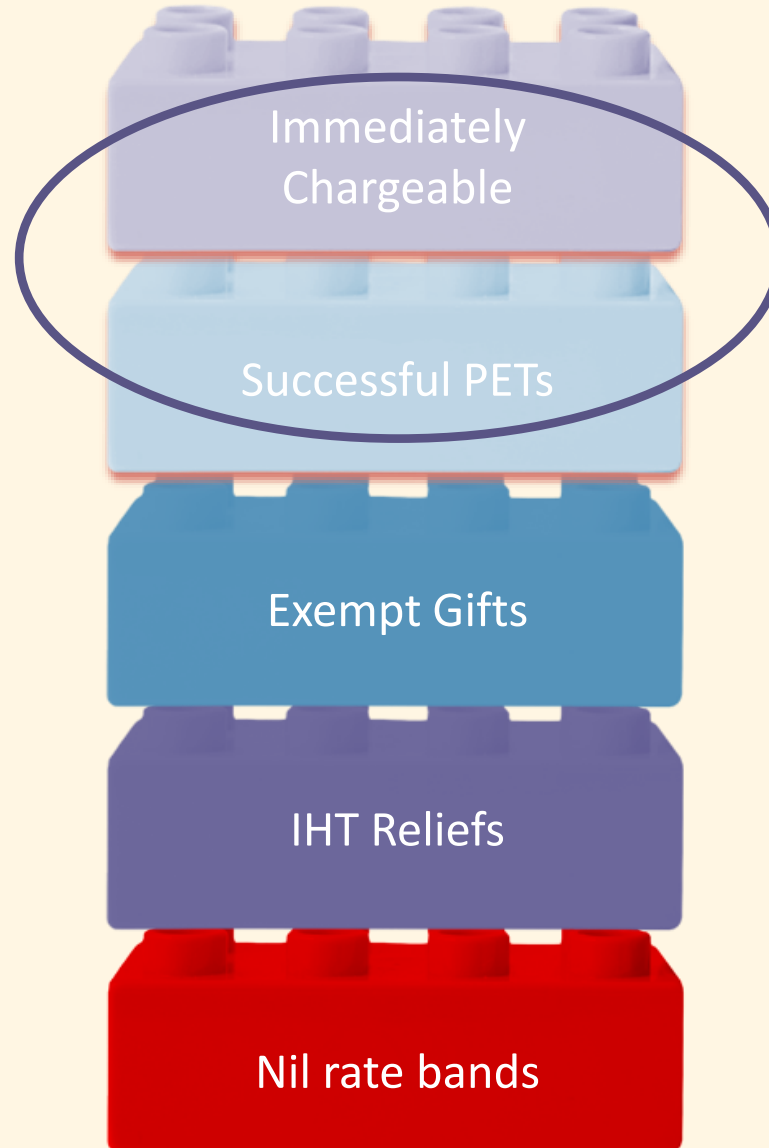 Immediately
Chargeable
Successful PETs
Exempt Gifts
IHT Reliefs
Nil rate bands